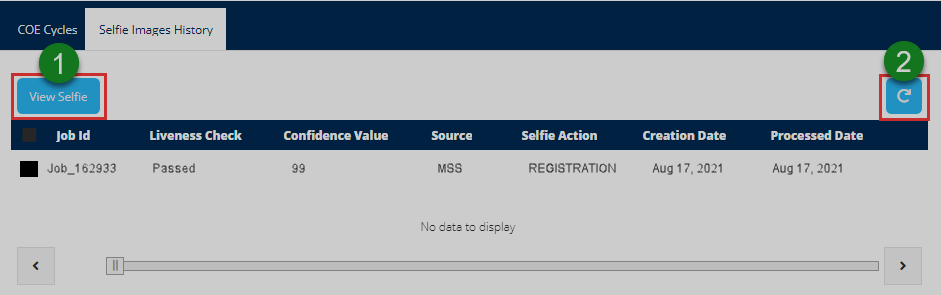 COE Cycles Selfie Images History
1 2
View Selfie
Job Id Liveness Check Confidence Value Source Selfie Action Creation Date Processed Date
Job_162933 Passed 99 MSS REGISTRATION Aug 17, 2021 Aug 17, 2021
No data to display